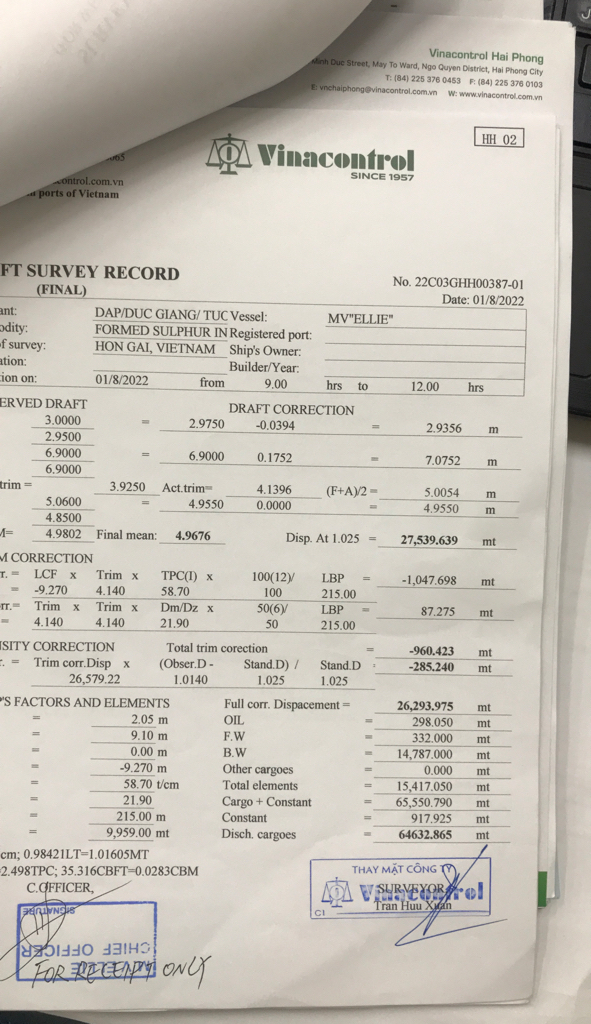 Vinacontrol Hai Phong
Minh Duc Street, May To Ward, Ngo Quyen District, Hai Phong City
T: (84) 225 376 0453 F: (84) 225 376 0103
E: vnchaiphong@vinacontrol.com.vn W: www.vinacontrol.com.vn
HH 02
Vinacontrol
SINCE 1957
control.com.vn
ports of Vietnam
FT SURVEY RECORD
(FINAL)
No. 22C03GHH00387-01
Date: 01/8/2022
ant: DAP/DUC GIANG/ TUC Vessel: MV"ELLIE"
odity: FORMED SULPHUR IN Registered port:
f survey: HON GAI, VIETNAM Ship's Owner:
ation: Builder/Year:
ion on: 01/8/2022 from 9.00 hrs to 12.00 hrs
ERVED DRAFT DRAFT CORRECTION
3.0000 = 2.9750 -0.0394 = 2.9356 m
2.9500
6.9000 = 6.9000 0.1752 = 7.0752 m
6.9000
trim = 3.9250 Act.trim= 4.1396 (F+A)/2 = 5.0054 m
5.0600 = 4.9550 0.0000 = 4.9550 m
4.8500
M= 4.9802 Final mean: 4.9676 Disp. At 1.025 = 27,539.639 mt
M CORRECTION
r. = LCF x Trim x TPC(I) x 100(12)/ LBP = -1,047.698 mt
= -9.270 4.140 58.70 100 215.00
rr.= Trim x Trim x Dm/Dz x 50(6)/ LBP = 87.275 mt
= 4.140 4.140 21.90 50 215.00
SITY CORRECTION Total trim corection = -960.423 mt
r. = Trim corr.Disp x (Obser.D - Stand.D) / Stand.D : -285.240 mt
26,579.22 1.0140 1.025 1.025
'S FACTORS AND ELEMENTS Full corr. Dispacement = 26,293.975 mt
= 2.05 m OIL = 298.050 mt
= 9.10 m F.W = 332.000 mt
= 0.00 m B.W = 14,787.000 mt
= -9.270 m Other cargoes = 0.000 mt
= 58.70 t/cm Total elements = 15,417.050 mt
= 21.90 Cargo + Constant = 65,550.790 mt
= 215.00 m Constant = 917.925 mt
= 9,959.00 mt Disch. cargoes = 64632.865 mt
cm; 0.98421LT=1.01605MT
2.498TPC; 35.316CBFT=0.0283CBM
C.OFFICER,
THAY MẶT CÔNG TY
Vinacontrol
SURVEYOR
Tran Huu Xuan
C1
SIGNATURE
CHIEF OFFICER
FOR RECEIPT ONLY